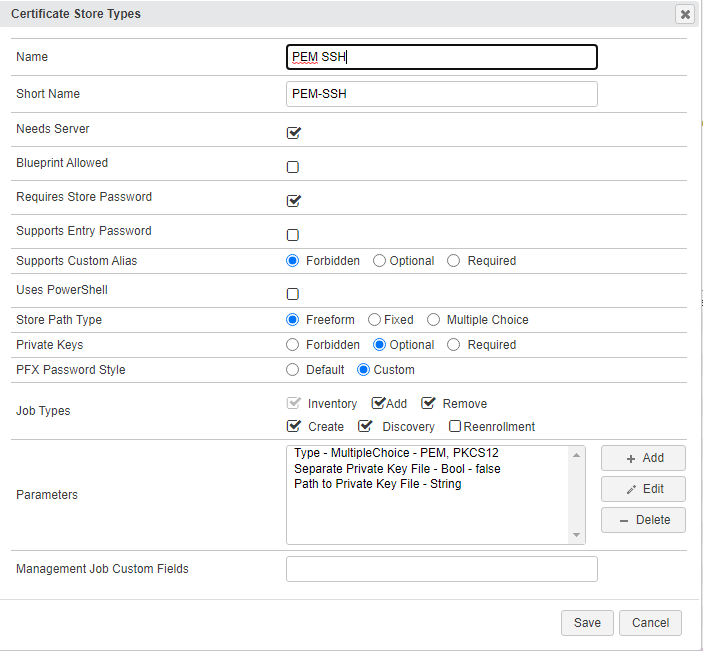 Certificate Store Types
Name PEM SSH
Short Name PEM-SSH
Needs Server
Blueprint Allowed
Requires Store Password
Supports Entry Password
Supports Custom Alias Forbidden Optional Required
Uses PowerShell
Store Path Type Freeform Fixed Multiple Choice
Private Keys Forbidden Optional Required
PFX Password Style Default Custom
Job Types Inventory Add Remove
Create Discovery Reenrollment
Parameters
Type - MultipleChoice - PEM, PKCS12
Separate Private Key File - Bool - false
Path to Private Key File - String
Add
Edit
Delete
Management Job Custom Fields
Save Cancel